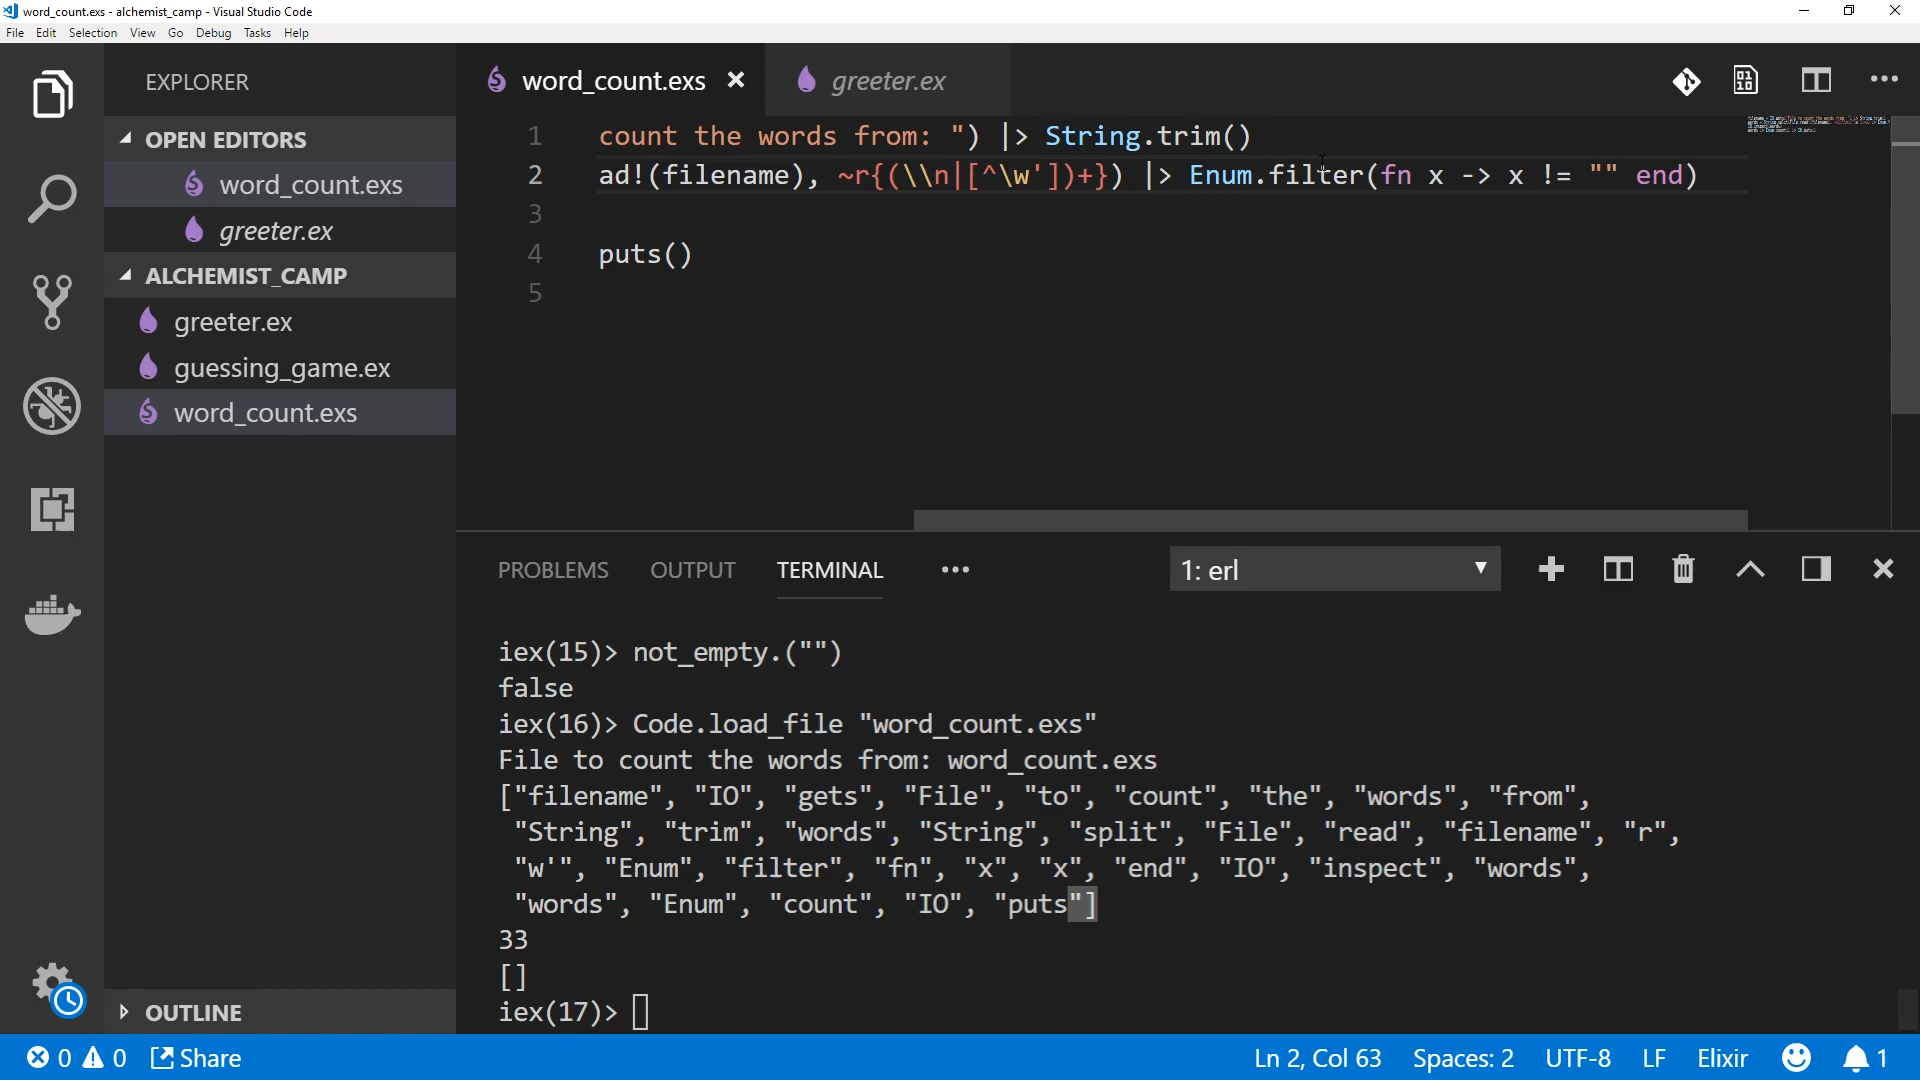 word_count.exs - alchemist_camp - Visual Studio Code
File Edit Selection View Go Debug Tasks Help
EXPLORER
OPEN EDITORS
word_count.exs
greeter.ex
ALCHEMIST_CAMP
greeter.ex
guessing_game.ex
word_count.exs
OUTLINE
word_count.exs greeter.ex
1 count the words from: ") |> String.trim()
2 ad!(filename), ~r{(\\n|[^\w'])+}) |> Enum.filter(fn x -> x != "" end)
3
4 puts()
5
PROBLEMS OUTPUT TERMINAL 1: erl
iex(15)> not_empty.("")
false
iex(16)> Code.load_file "word_count.exs"
File to count the words from: word_count.exs
["filename", "IO", "gets", "File", "to", "count", "the", "words", "from",
"String", "trim", "words", "String", "split", "File", "read", "filename", "r",
"w'", "Enum", "filter", "fn", "x", "x", "end", "IO", "inspect", "words",
"words", "Enum", "count", "IO", "puts"]
33
[]
iex(17)>
0 0 Share Ln 2, Col 63 Spaces: 2 UTF-8 LF Elixir 1